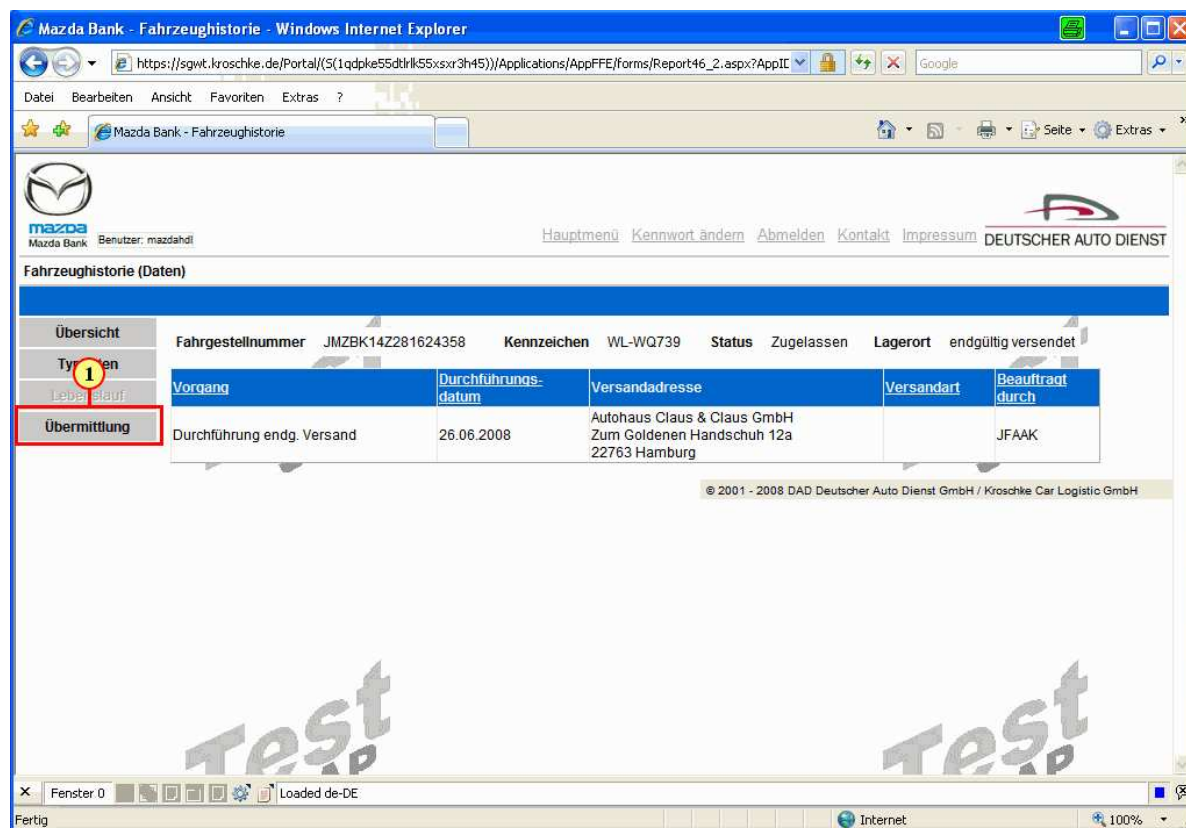 Mazda Bank - Fahrzeughistorie - Windows Internet Explorer
https://sgwt.kroschke.de/Portal/(S(1qdpke55dtlrlk55xsxr3h45))/Applications/AppFFE/forms/Report46_2.aspx?AppID
Google
Datei Bearbeiten Ansicht Favoriten Extras ?
Mazda Bank - Fahrzeughistorie
Seite Extras
mazda
Mazda Bank Benutzer: mazdahdl
Hauptmenü Kennwort ändern Abmelden Kontakt Impressum
DEUTSCHER AUTO DIENST
Fahrzeughistorie (Daten)
Übersicht
Fahrgestellnummer JMZBK14Z281624358 Kennzeichen WL-WQ739 Status Zugelassen Lagerort endgültig versendet
1
Lebenslauf
Übermittlung
Vorgang Durchführungs-datum Versandadresse Versandart Beauftragt durch
Durchführung endg. Versand 26.06.2008 Autohaus Claus & Claus GmbH
Zum Goldenen Handschuh 12a
22763 Hamburg
JFAAK
© 2001 - 2008 DAD Deutscher Auto Dienst GmbH / Kroschke Car Logistic GmbH
Test Test
Fenster 0 Loaded de-DE
Fertig Internet 100%